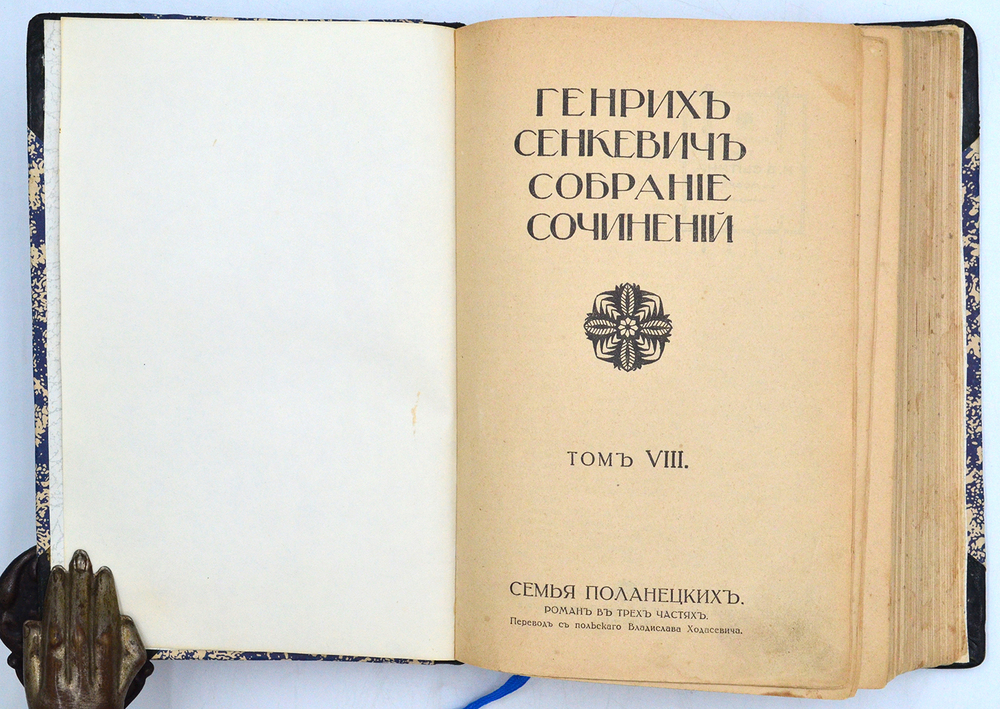 ГЕНРИХЪ
СЕНКЕВИЧЪ
СОБРАНІЕ
СОЧИНЕНІЙ
ТОМЪ VIII.
СЕМЬЯ ПОЛАНЕЦКИХЪ.
РОМАНЪ ВЪ ТРЕХЪ ЧАСТЯХЪ.
Переводъ съ польскаго Владислава Ходасевича.